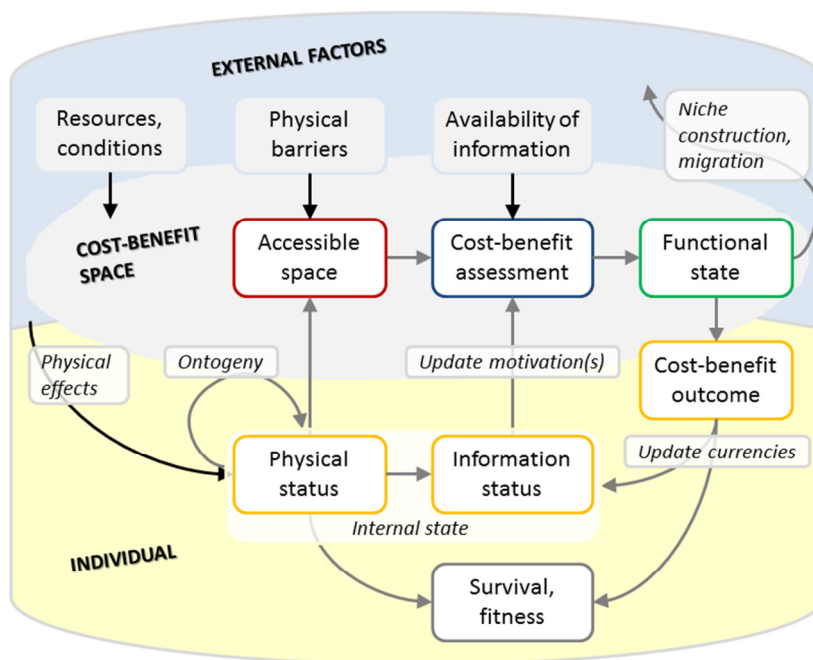 EXTERNAL FACTORS
Resources,
conditions
Physical
barriers
Availability of
information
Niche
construction,
migration
COST-BENEFIT
SPACE
Accessible
space
Cost-benefit
assessment
Functional
state
Physical
effects
Ontogeny
Update motivation(s)
Cost-benefit
outcome
Physical
status
Information
status
Update currencies
Internal state
INDIVIDUAL
Survival,
fitness